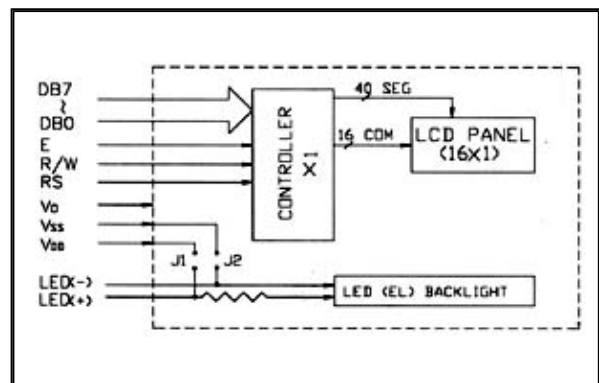 DB7
~
DB0
E
R/W
RS
Vo
Vss
VDD
LED(-)
LED(+)
J1
J2
CONTROLLER
X1
40 SEG
16 COM
LCD PANEL
(16X1)
LED (EL) BACKLIGHT